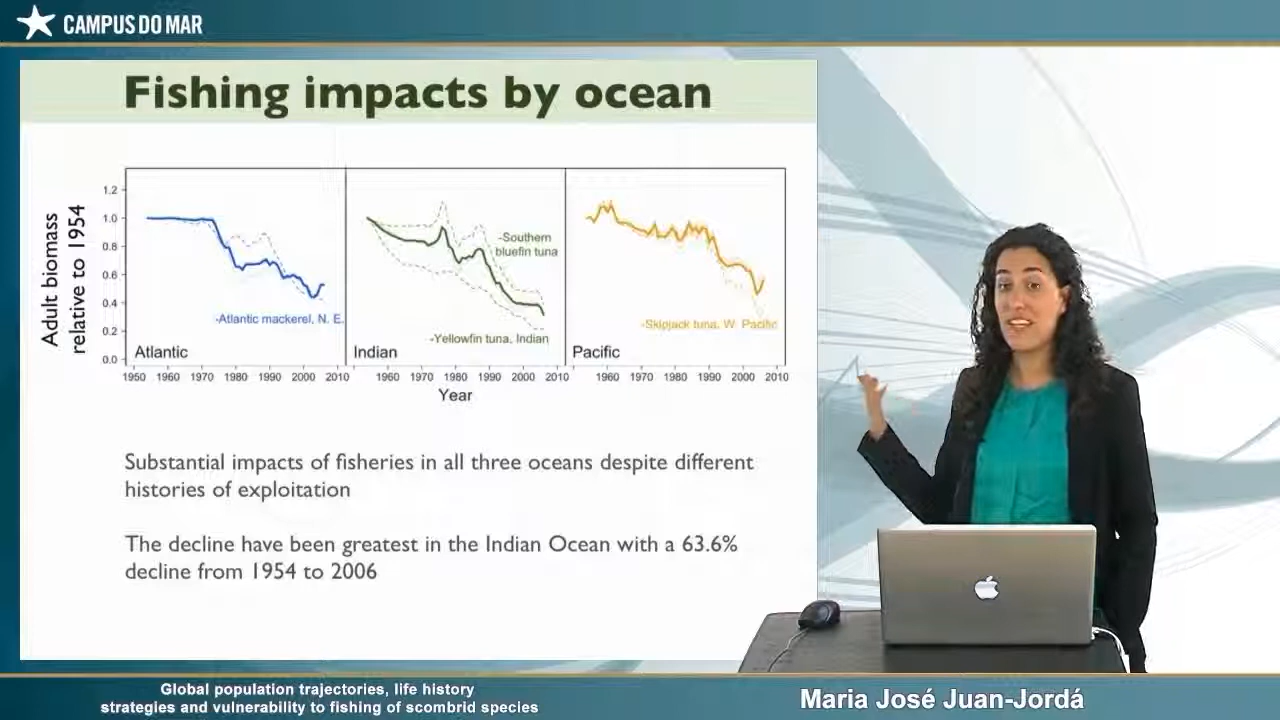 CAMPUS DO MAR
Fishing impacts by ocean
Adult biomass
relative to 1954
1.2
1.0
0.8
0.6
0.4
0.2
0.0
-Atlantic mackerel, N. E.
Atlantic
-Southern
bluefin tuna
-Yellowfin tuna, Indian
Indian
-Skipjack tuna, W. Pacific
Pacific
1950 1960 1970 1980 1990 2000 2010
1960 1970 1980 1990 2000 2010
1960 1970 1980 1990 2000 2010
Year
Substantial impacts of fisheries in all three oceans despite different
histories of exploitation
The decline have been greatest in the Indian Ocean with a 63.6%
decline from 1954 to 2006
Global population trajectories, life history
strategies and vulnerability to fishing of scombrid species
Maria José Juan-Jordá